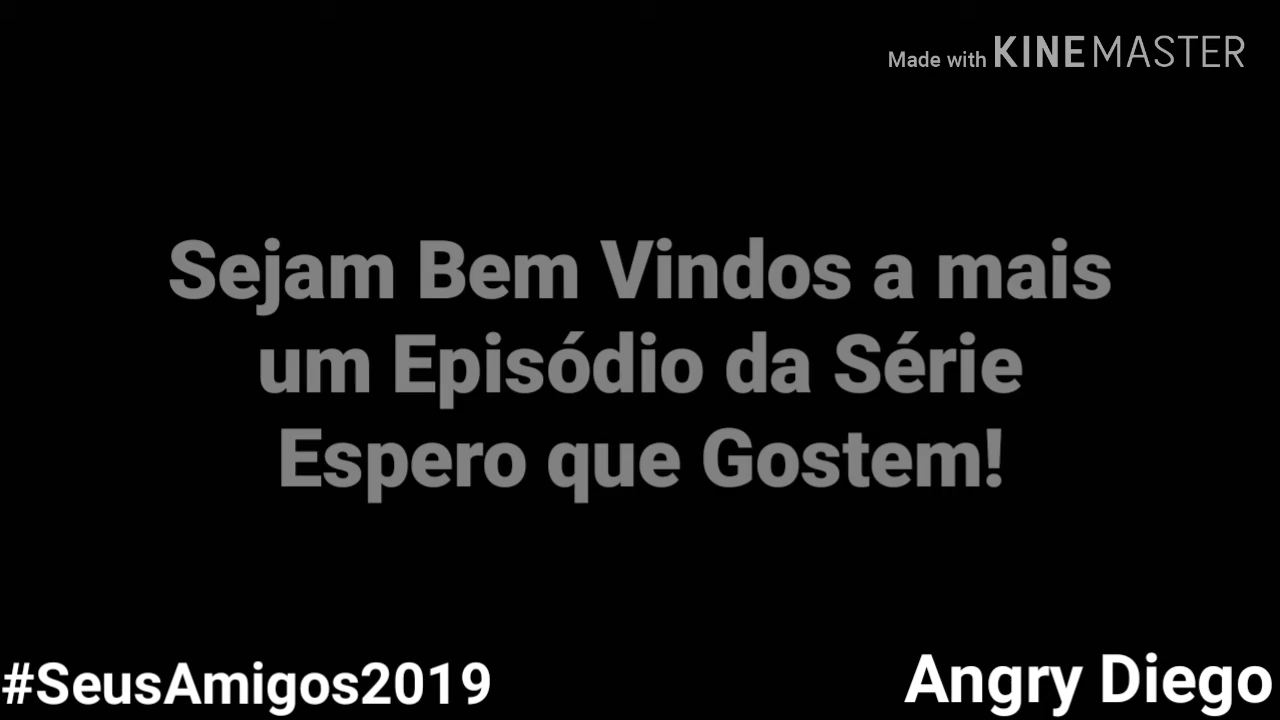 Made with KINEMASTER
Sejam Bem Vindos a mais
um Episódio da Série
Espero que Gostem!
#SeusAmigos2019
Angry Diego